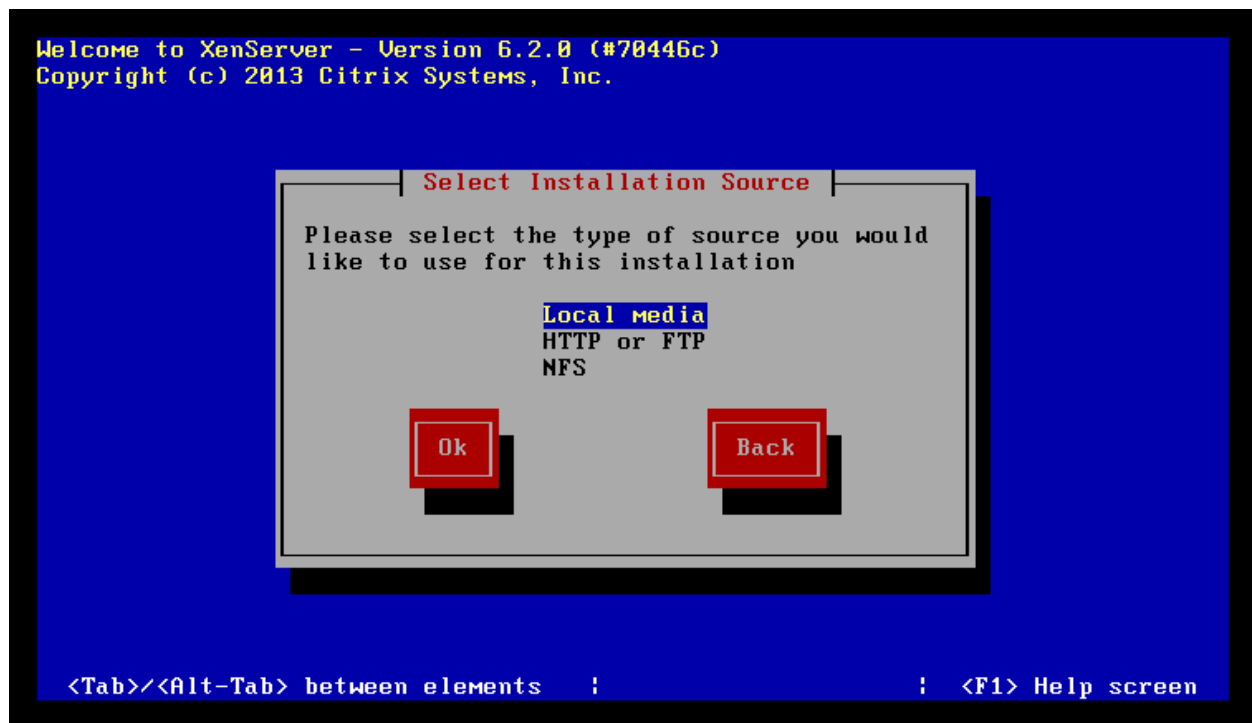 Welcome to XenServer - Version 6.2.0 (#70446c)
Copyright (c) 2013 Citrix Systems, Inc.
Select Installation Source
Please select the type of source you would
like to use for this installation
Local media
HTTP or FTP
NFS
Ok Back
<Tab>/<Alt-Tab> between elements ¦ ¦ <F1> Help screen